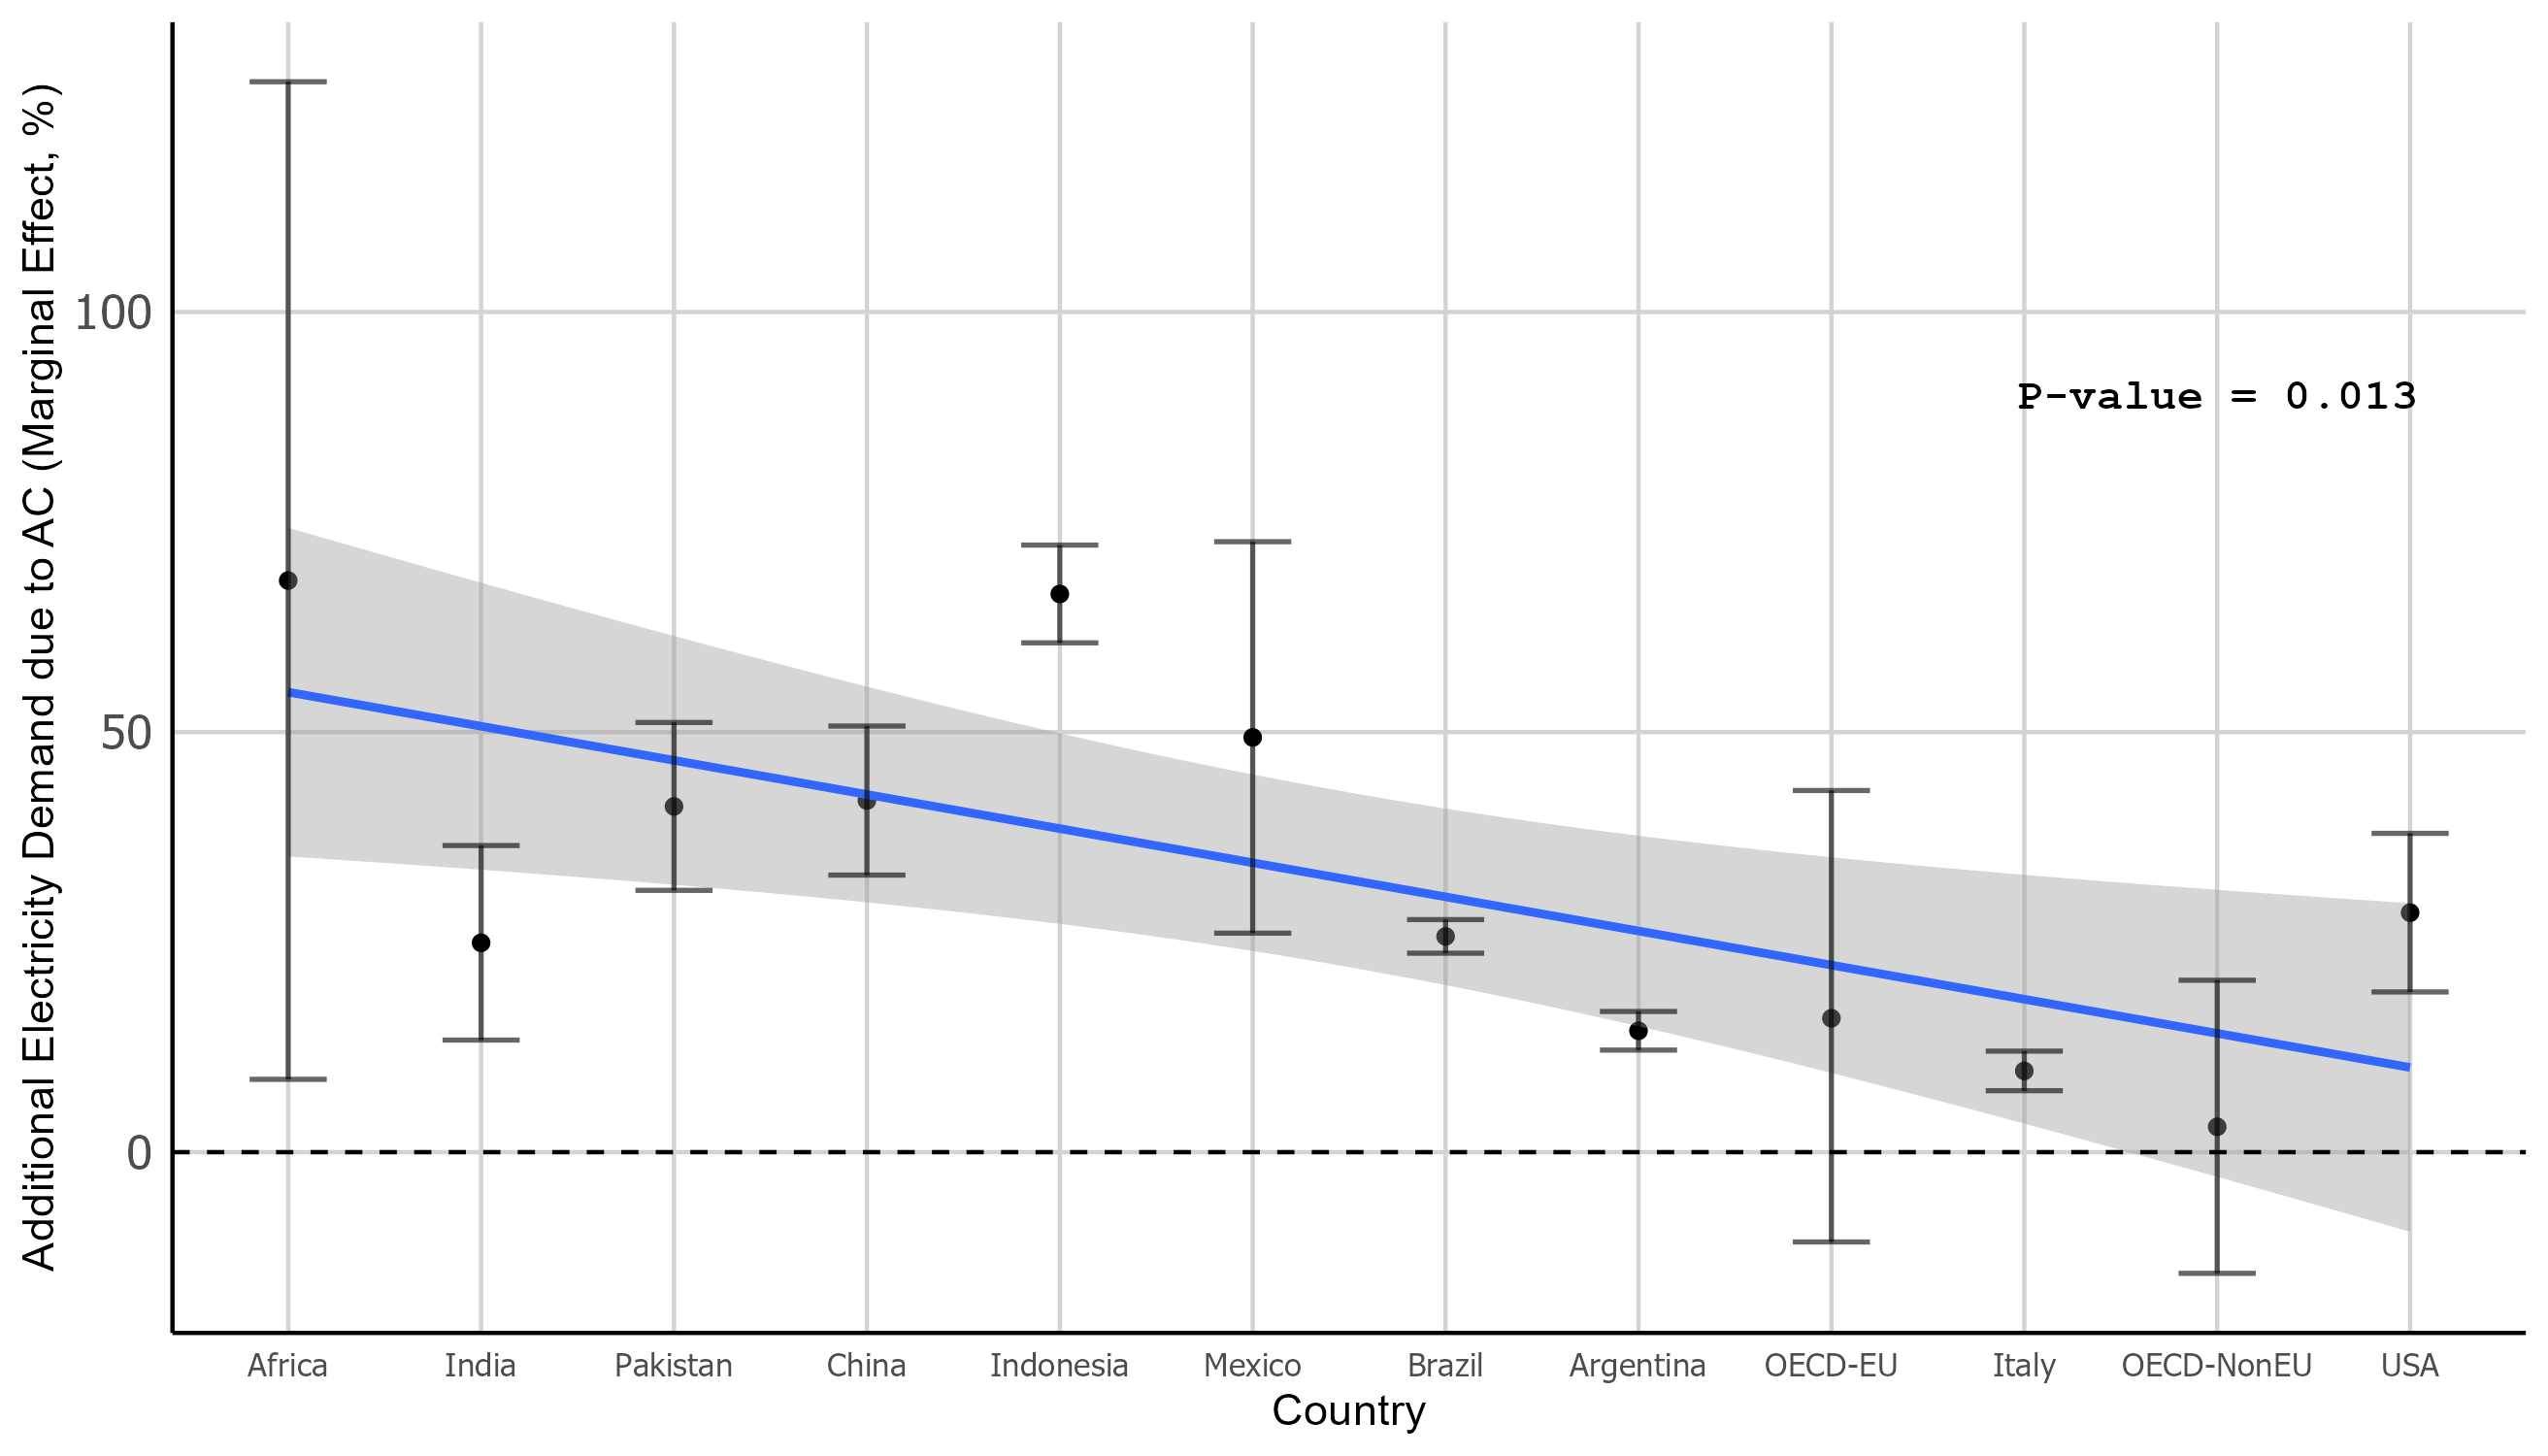 Additional Electricity Demand due to AC (Marginal Effect, %)
100
50
0
P-value = 0.013
Africa India Pakistan China Indonesia Mexico Brazil Argentina OECD-EU Italy OECD-NonEU USA
Country